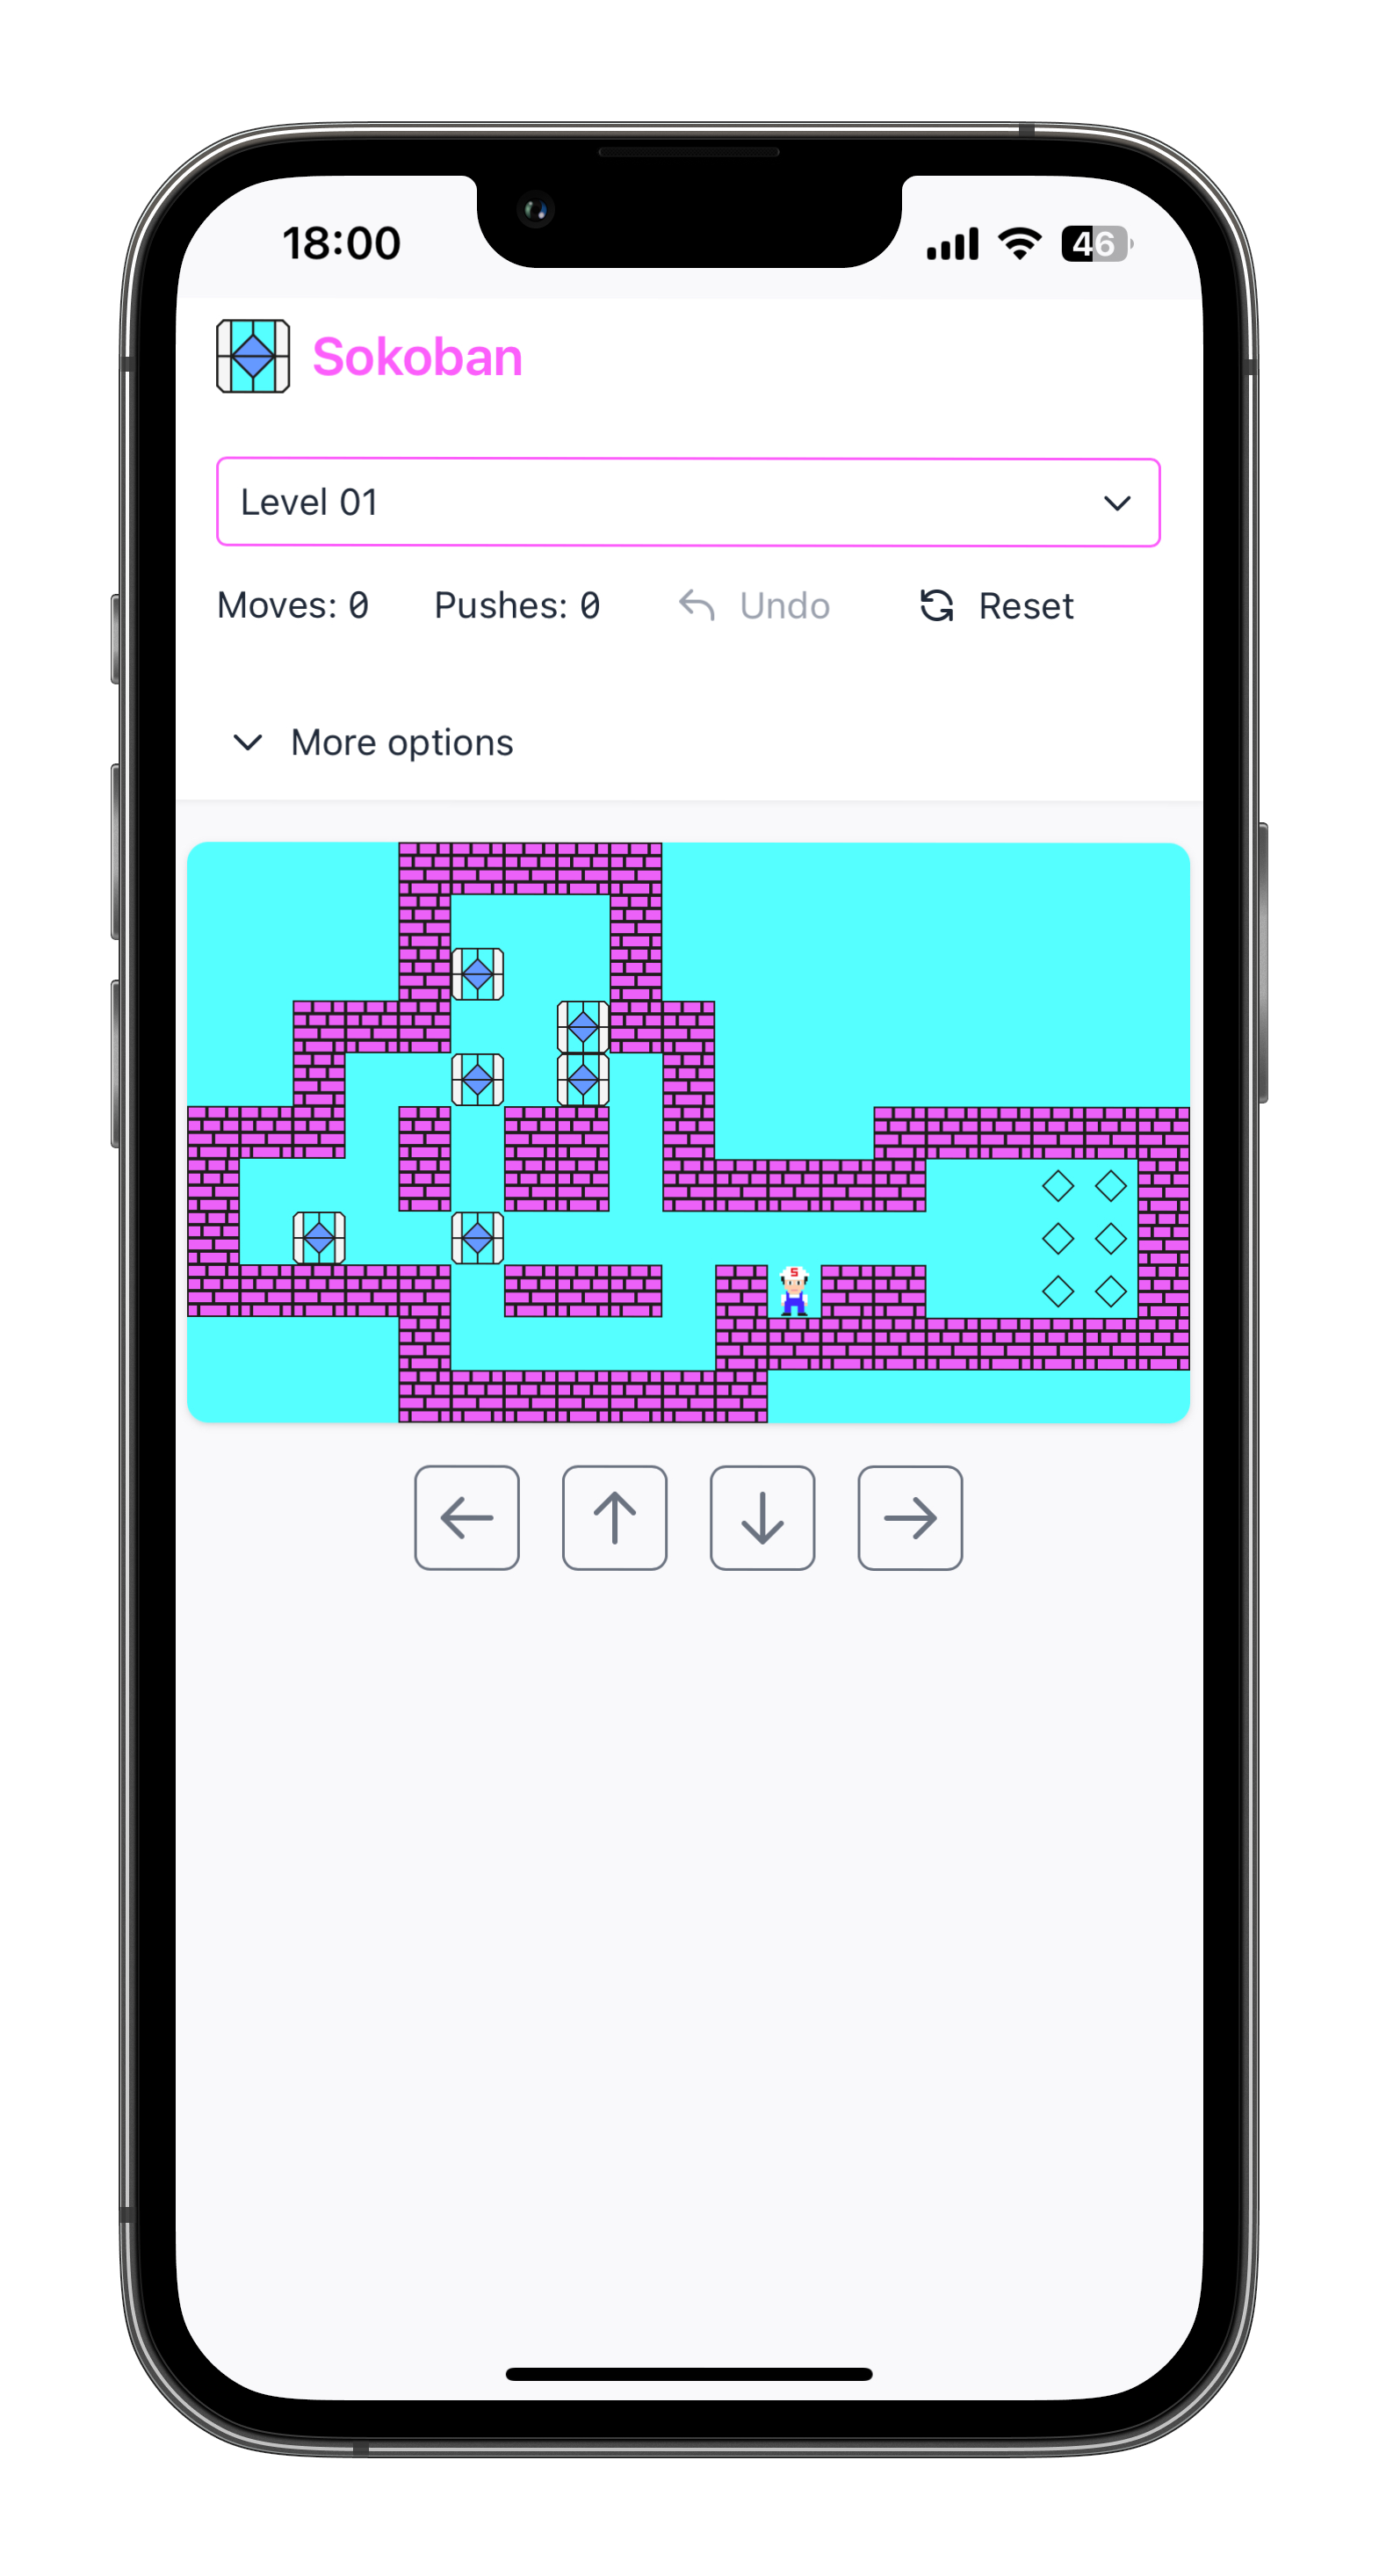 18:00
46
Sokoban
Level 01
Moves: 0 Pushes: 0 Undo Reset
More options
S